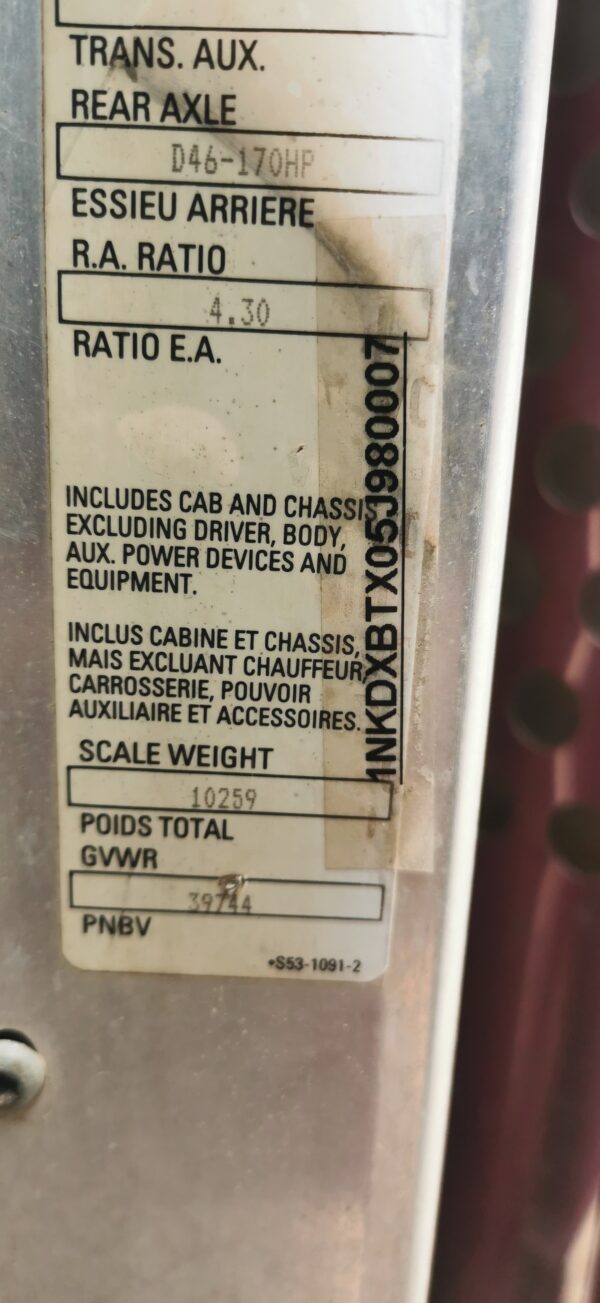 TRANS. AUX.
REAR AXLE
D46-170HP
ESSIEU ARRIERE
R.A. RATIO
4.30
RATIO E.A.
INCLUDES CAB AND CHASSIS
EXCLUDING DRIVER, BODY,
AUX. POWER DEVICES AND
EQUIPMENT.
INCLUS CABINE ET CHASSIS,
MAIS EXCLUANT CHAUFFEUR,
CARROSSERIE, POUVOIR
AUXILIAIRE ET ACCESSOIRES.
SCALE WEIGHT
10259
POIDS TOTAL
GVWR
39744
PNBV
•S53-1091-2
1NKDXBTX05J980007